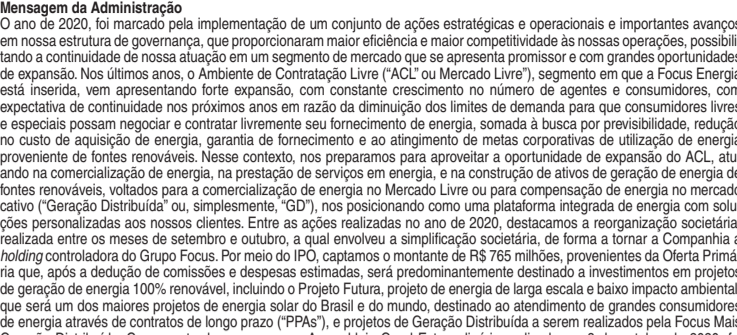 Mensagem da Administração
O ano de 2020, foi marcado pela implementação de um conjunto de ações estratégicas e operacionais e importantes avanços
em nossa estrutura de governança, que proporcionaram maior eficiência e maior competitividade às nossas operações, possibili
tando a continuidade de nossa atuação em um segmento de mercado que se apresenta promissor e com grandes oportunidades
de expansão. Nos últimos anos, o Ambiente de Contratação Livre (“ACL” ou Mercado Livre”), segmento em que a Focus Energia
está inserida, vem apresentando forte expansão, com constante crescimento no número de agentes e consumidores, com
expectativa de continuidade nos próximos anos em razão da diminuição dos limites de demanda para que consumidores livres
e especiais possam negociar e contratar livremente seu fornecimento de energia, somada à busca por previsibilidade, redução
no custo de aquisição de energia, garantia de fornecimento e ao atingimento de metas corporativas de utilização de energia
proveniente de fontes renováveis. Nesse contexto, nos preparamos para aproveitar a oportunidade de expansão do ACL, atu
ando na comercialização de energia, na prestação de serviços em energia, e na construção de ativos de geração de energia de
fontes renováveis, voltados para a comercialização de energia no Mercado Livre ou para compensação de energia no mercado
cativo (“Geração Distribuída” ou, simplesmente, “GD”), nos posicionando como uma plataforma integrada de energia com solu
ções personalizadas aos nossos clientes. Entre as ações realizadas no ano de 2020, destacamos a reorganização societária
realizada entre os meses de setembro e outubro, a qual envolveu a simplificação societária, de forma a tornar a Companhia a
holding controladora do Grupo Focus. Por meio do IPO, captamos o montante de R$ 765 milhões, provenientes da Oferta Primá
ria que, após a dedução de comissões e despesas estimadas, será predominantemente destinado a investimentos em projetos
de geração de energia 100% renovável, incluindo o Projeto Futura, projeto de energia de larga escala e baixo impacto ambiental
que será um dos maiores projetos de energia solar do Brasil e do mundo, destinado ao atendimento de grandes consumidores
de energia através de contratos de longo prazo (“PPAs”), e projetos de Geração Distribuída a serem realizados pela Focus Mais